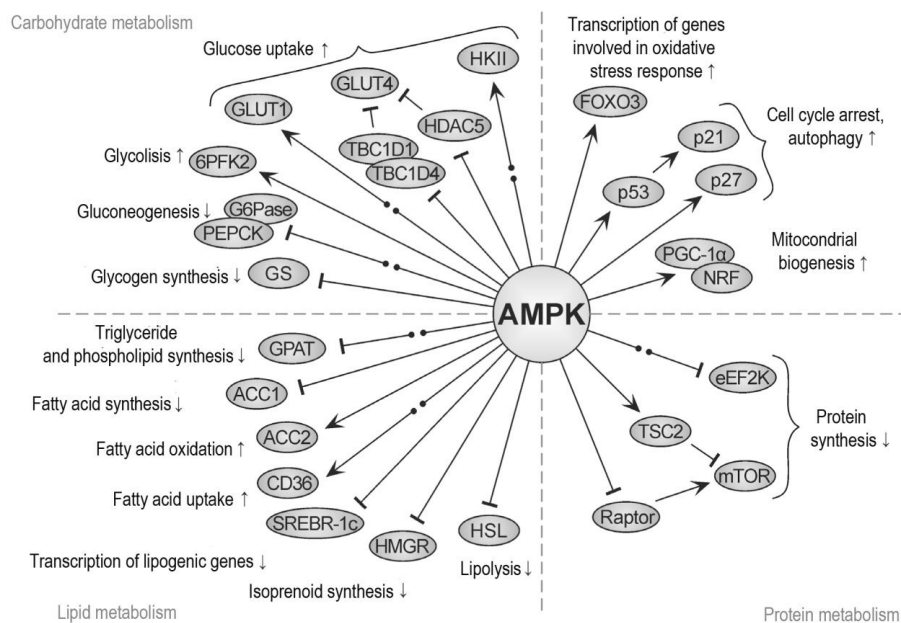 Carbohydrate metabolism
Glucose uptake ↑
HKII
GLUT4
GLUT1
HDAC5
TBC1D1
TBC1D4
Glycolisis ↑
6PFK2
Gluconeogenesis ↓
G6Pase
PEPCK
Glycogen synthesis ↓
GS
Transcription of genes
involved in oxidative
stress response ↑
FOXO3
p21
Cell cycle arrest,
autophagy ↑
p53
p27
PGC-1α
NRF
Mitocondrial
biogenesis ↑
AMPK
Triglyceride
and phospholipid synthesis ↓
GPAT
Fatty acid synthesis ↓
ACC1
ACC2
Fatty acid oxidation ↑
CD36
Fatty acid uptake ↑
SREBR-1c
Transcription of lipogenic genes ↓
HMGR
Isoprenoid synthesis ↓
HSL
Lipolysis ↓
Lipid metabolism
eEF2K
TSC2
mTOR
Raptor
Protein
synthesis ↓
Protein metabolism